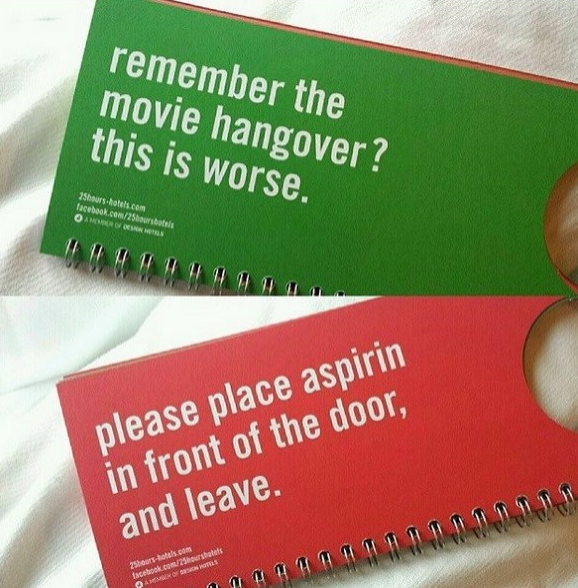 remember the
movie hangover?
this is worse.
25hours-hotels.com
facebook.com/25hourshotels
A MEMBER OF DESIGN HOTELS
please place aspirin
in front of the door,
and leave.
25hours-hotels.com
facebook.com/25hourshotels
A MEMBER OF DESIGN HOTELS